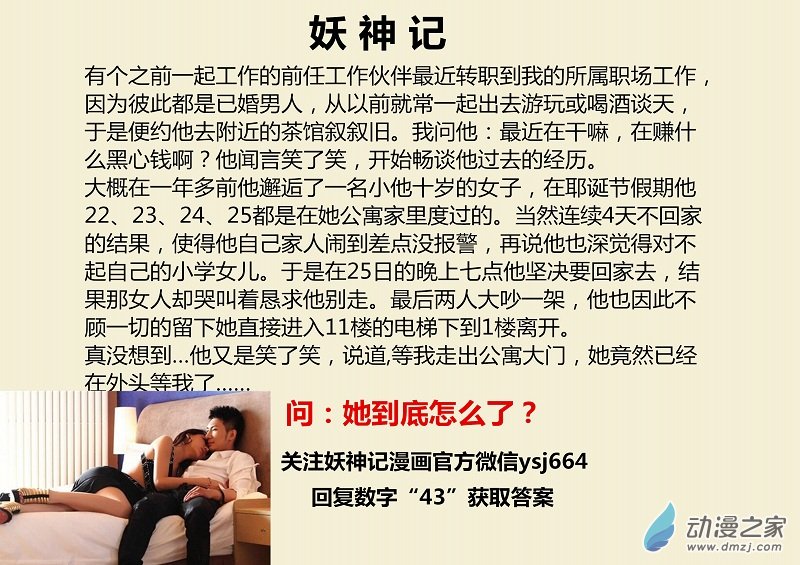 妖神记
有个之前一起工作的前任工作伙伴最近转职到我的所属职场工作，
因为彼此都是已婚男人，从以前就常一起出去游玩或喝酒谈天，
于是便约他去附近的茶馆叙叙旧。我问他：最近在干嘛，在赚什
么黑心钱啊？他闻言笑了笑，开始畅谈他过去的经历。
大概在一年多前他邂逅了一名小他十岁的女子，在耶诞节假期他
22、23、24、25都是在她公寓家里度过的。当然连续4天不回家
的结果，使得他自己家人闹到差点没报警，再说他也深觉得对不
起自己的小学女儿。于是在25日的晚上七点他坚决要回家去，结
果那女人却哭叫着恳求他别走。最后两人大吵一架，他也因此不
顾一切的留下她直接进入11楼的电梯下到1楼离开。
真没想到...他又是笑了笑，说道,等我走出公寓大门，她竟然已经
在外头等我了......
问：她到底怎么了？
关注妖神记漫画官方微信ysj664
回复数字“43”获取答案
动漫之家
www.dmzj.com